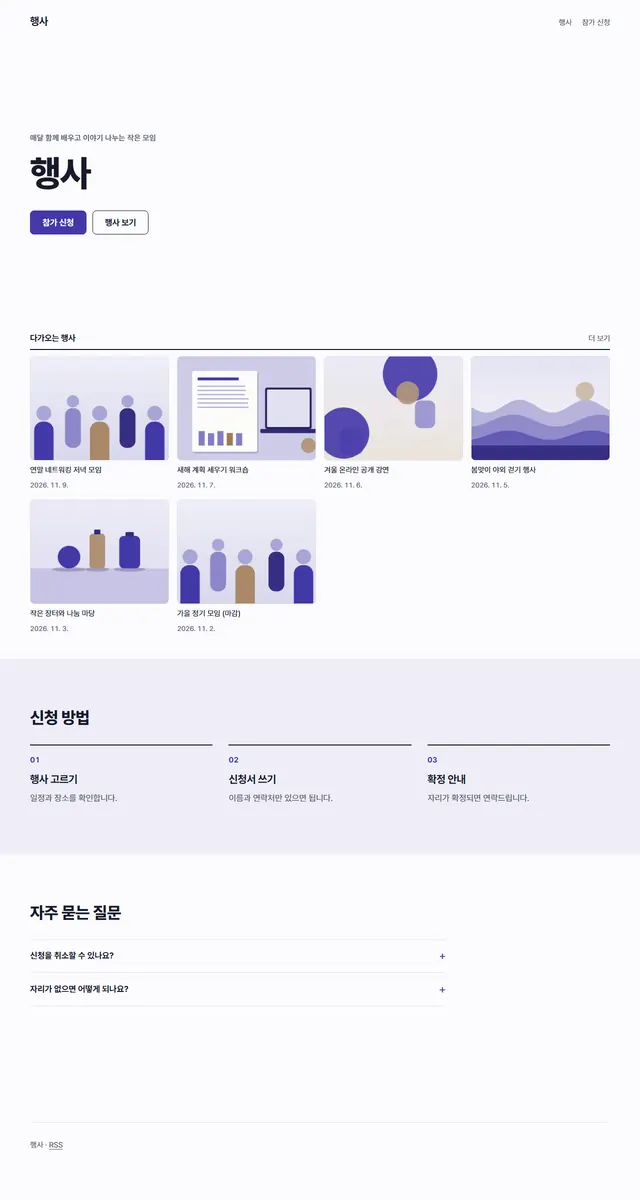 행사
행사 참가 신청
매달 함께 배우고 이야기 나누는 작은 모임
행사
참가 신청 행사 보기
다가오는 행사 더 보기
연말 네트워킹 저녁 모임
2026. 11. 9.
새해 계획 세우기 워크숍
2026. 11. 7.
겨울 온라인 공개 강연
2026. 11. 6.
봄맞이 야외 걷기 행사
2026. 11. 5.
작은 장터와 나눔 마당
2026. 11. 3.
가을 정기 모임 (마감)
2026. 11. 2.
신청 방법
01
행사 고르기
일정과 장소를 확인합니다.
02
신청서 쓰기
이름과 연락처만 있으면 됩니다.
03
확정 안내
자리가 확정되면 연락드립니다.
자주 묻는 질문
신청을 취소할 수 있나요? +
자리가 없으면 어떻게 되나요? +
행사 · RSS